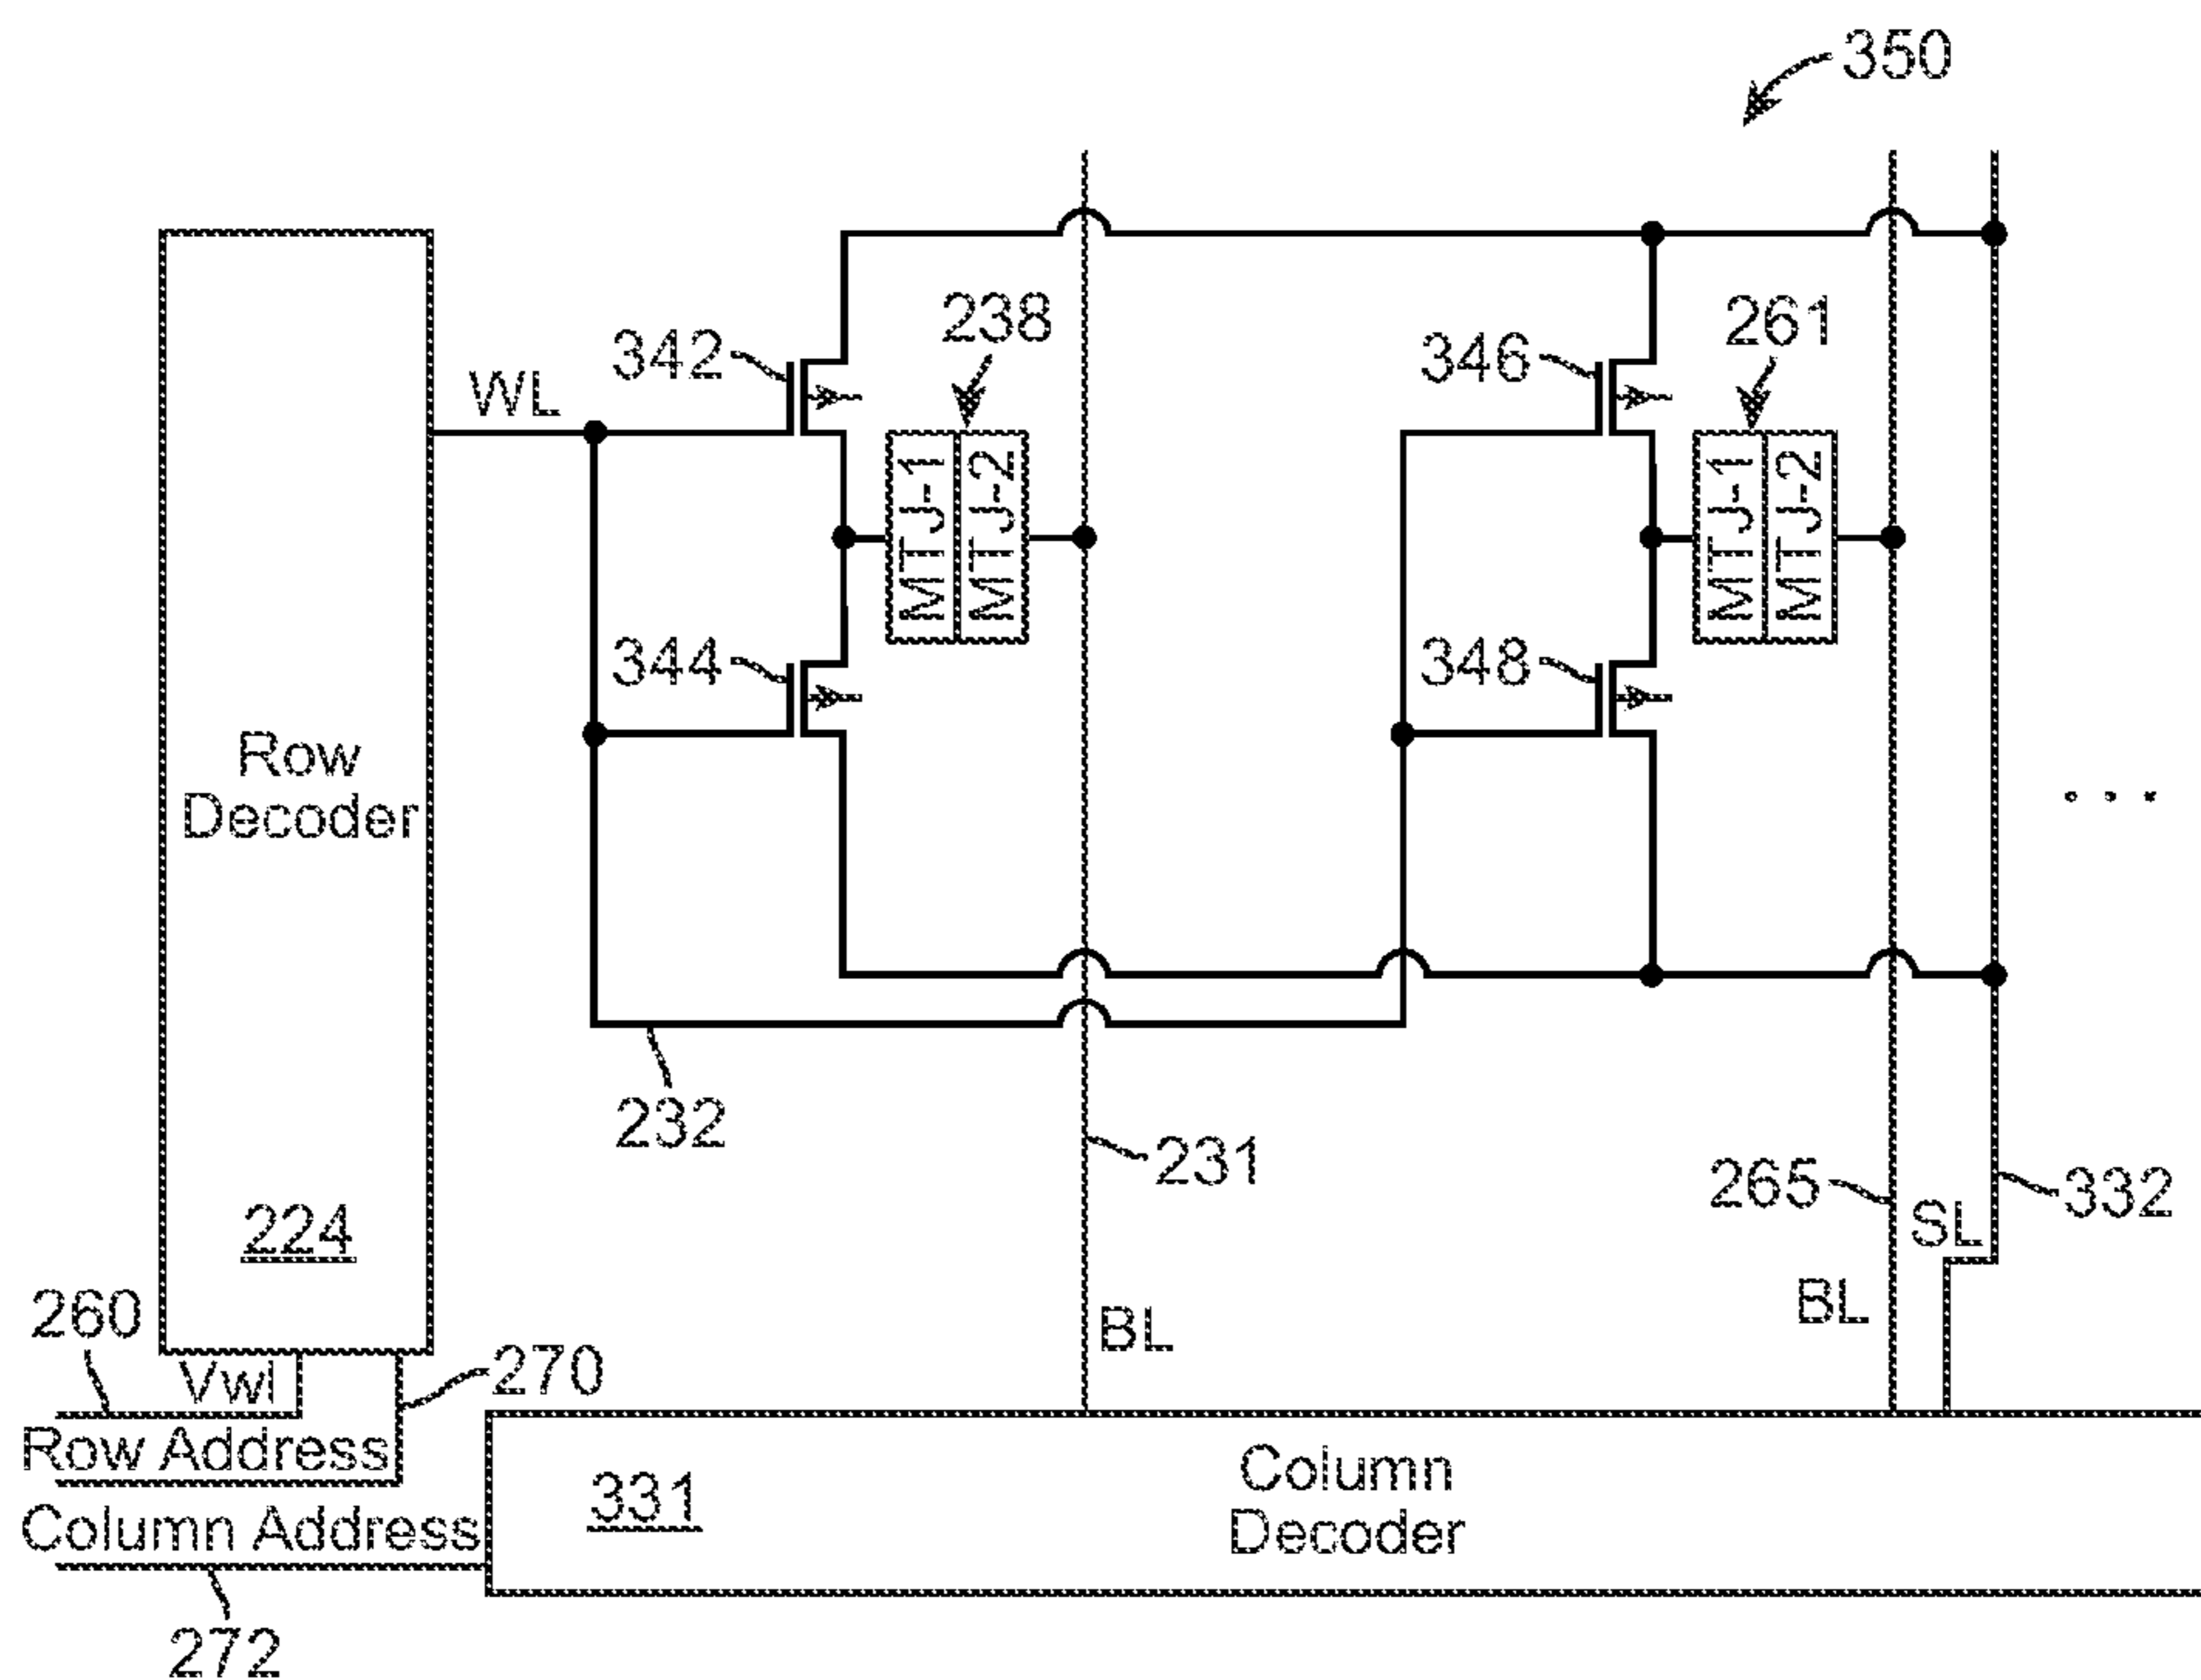 350
342
238
346
261
WL
MTJ-1
MTJ-2
MTJ-1
MTJ-2
344
348
Row
Decoder
. . .
232
231
265
332
224
SL
260
BL
BL
Vwl
270
Row Address
Column
Decoder
331
Column Address
272